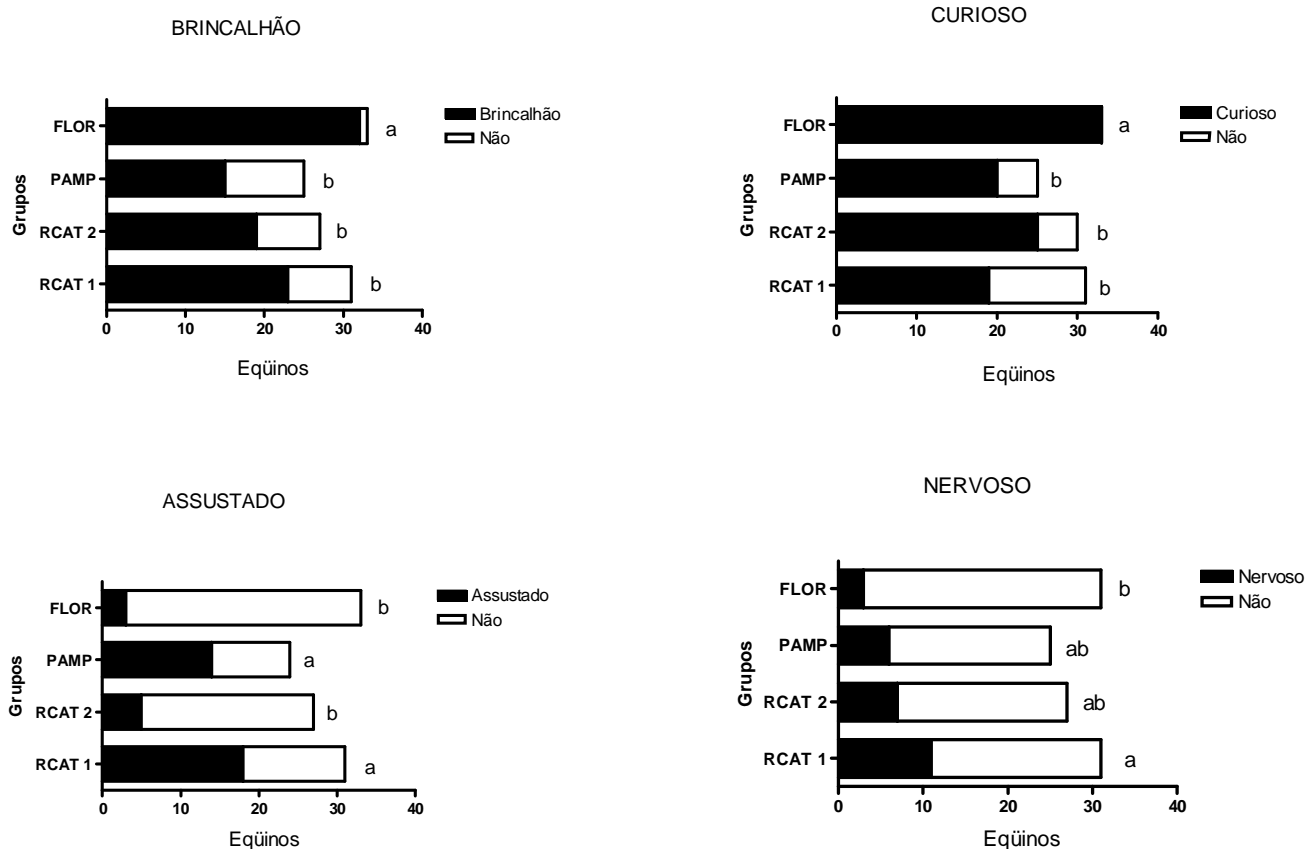 BRINCALHÃO
Grupos
FLOR
PAMP
RCAT 2
RCAT 1
a
b
b
b
Brincalhão
Não
0 10 20 30 40
Eqüinos
CURIOSO
Grupos
FLOR
PAMP
RCAT 2
RCAT 1
a
b
b
b
Curioso
Não
0 10 20 30 40
Eqüinos
ASSUSTADO
Grupos
FLOR
PAMP
RCAT 2
RCAT 1
b
a
b
a
Assustado
Não
0 10 20 30 40
Eqüinos
NERVOSO
Grupos
FLOR
PAMP
RCAT 2
RCAT 1
b
ab
ab
a
Nervoso
Não
0 10 20 30 40
Eqüinos